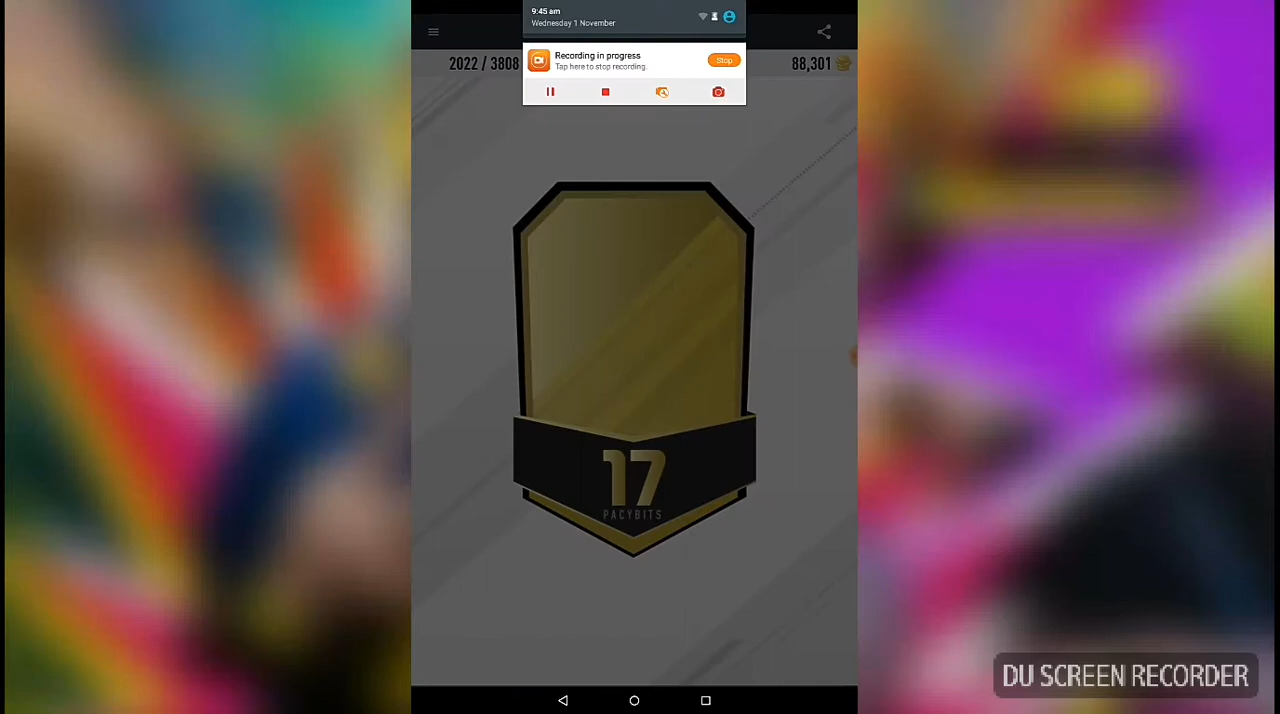 9:45 am
Wednesday 1 November
Recording in progress
Tap here to stop recording.
Stop
2022 / 3808
88,301
17
PACYBITS
DU SCREEN RECORDER